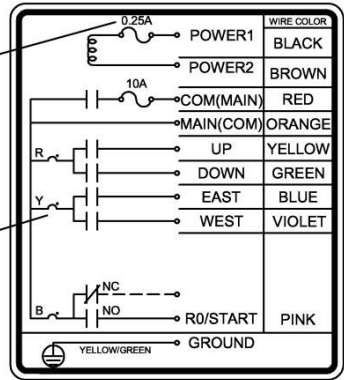 0.25A
WIRE COLOR
POWER1 BLACK
POWER2 BROWN
10A
COM(MAIN) RED
MAIN(COM) ORANGE
R UP YELLOW
DOWN GREEN
Y EAST BLUE
WEST VIOLET
NC
B NO R0/START PINK
YELLOW/GREEN GROUND